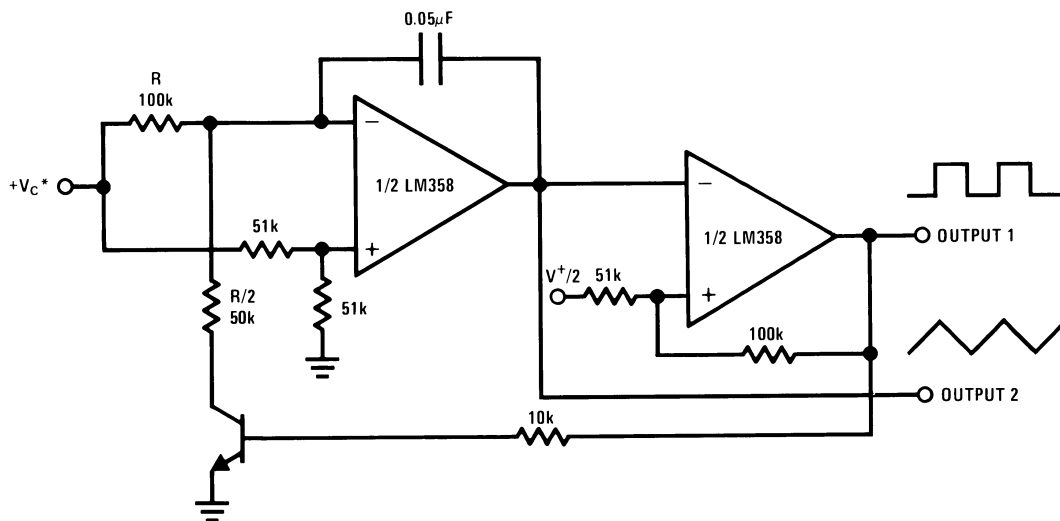 0.05µF
R
100k
−
+VC*
1/2 LM358
−
51k
+
1/2 LM358
OUTPUT 1
V+/2
51k
+
R/2
50k
51k
100k
OUTPUT 2
10k